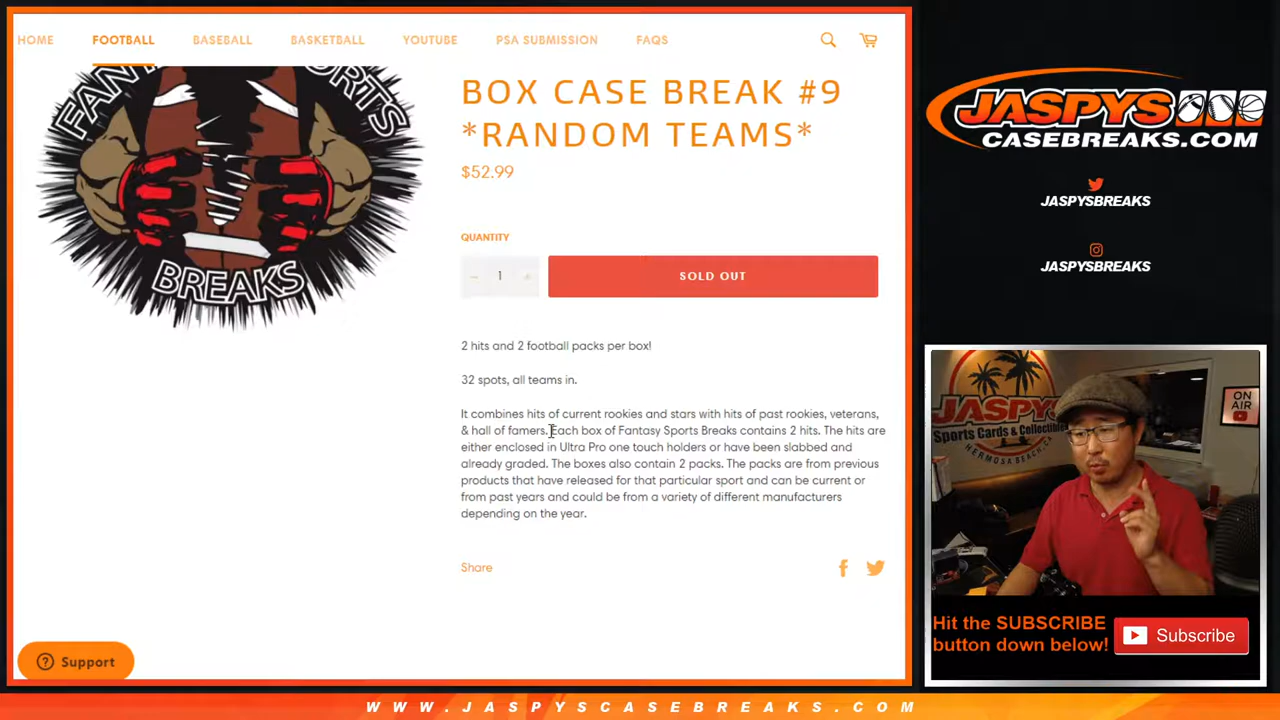 HOME FOOTBALL BASEBALL BASKETBALL YOUTUBE PSA SUBMISSION FAQS
FANTASY SPORTS
BREAKS
BOX CASE BREAK #9
*RANDOM TEAMS*
$52.99
QUANTITY
− 1 +
SOLD OUT
2 hits and 2 football packs per box!
32 spots, all teams in.
It combines hits of current rookies and stars with hits of past rookies, veterans,
& hall of famers. Each box of Fantasy Sports Breaks contains 2 hits. The hits are
either enclosed in Ultra Pro one touch holders or have been slabbed and
already graded. The boxes also contain 2 packs. The packs are from previous
products that have released for that particular sport and can be current or
from past years and could be from a variety of different manufacturers
depending on the year.
Share
Support
JASPYS
CASEBREAKS.COM
JASPYSBREAKS
JASPYSBREAKS
JASPYS
Sports Cards & Collectibles
HERMOSA BEACH,
ON
AIR
Hit the SUBSCRIBE
button down below!
Subscribe
WWW.JASPYSCASEBREAKS.COM